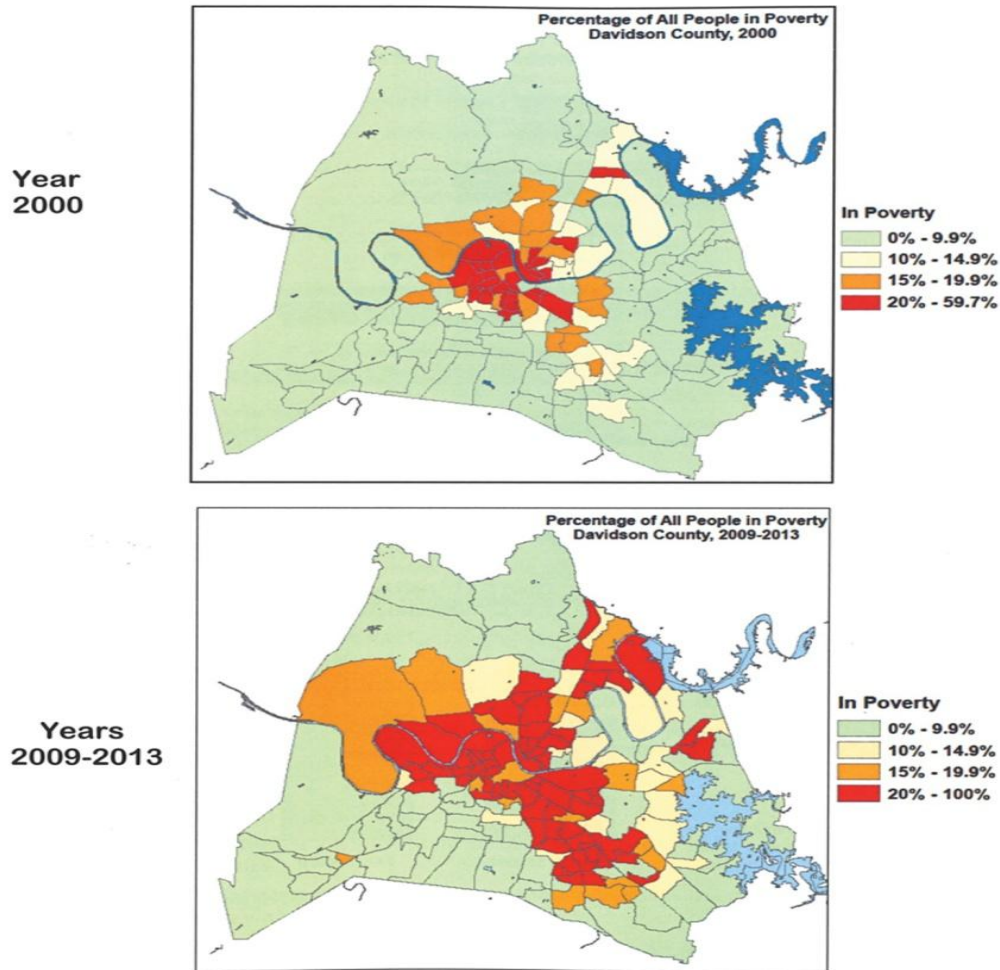 Percentage of All People in Poverty
Davidson County, 2000
Year
2000
In Poverty
0% - 9.9%
10% - 14.9%
15% - 19.9%
20% - 59.7%
Percentage of All People in Poverty
Davidson County, 2009-2013
Years
2009-2013
In Poverty
0% - 9.9%
10% - 14.9%
15% - 19.9%
20% - 100%